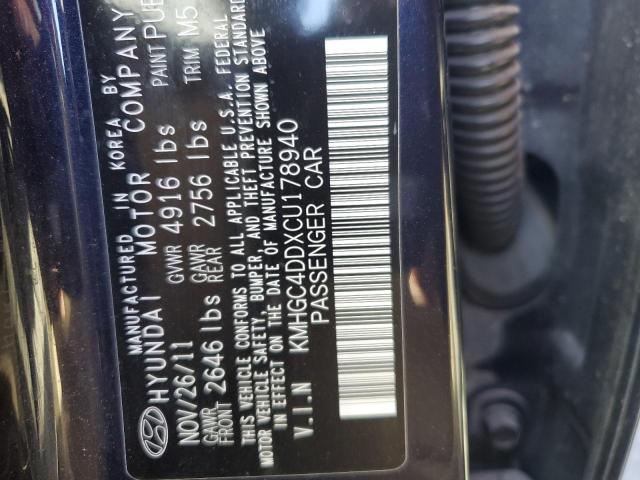 MANUFACTURED IN KOREA BY
HYUNDAI MOTOR COMPANY
NOV/26/11 GVWR 4916 lbs PAINT PUE
GAWR FRONT 2646 lbs GAWR REAR 2756 lbs TRIM M5
THIS VEHICLE CONFORMS TO ALL APPLICABLE U.S.A. FEDERAL
MOTOR VEHICLE SAFETY, BUMPER, AND THEFT PREVENTION STANDARDS
IN EFFECT ON THE DATE OF MANUFACTURE SHOWN ABOVE
V.I.N KMHGC4DDXCU178940
PASSENGER CAR